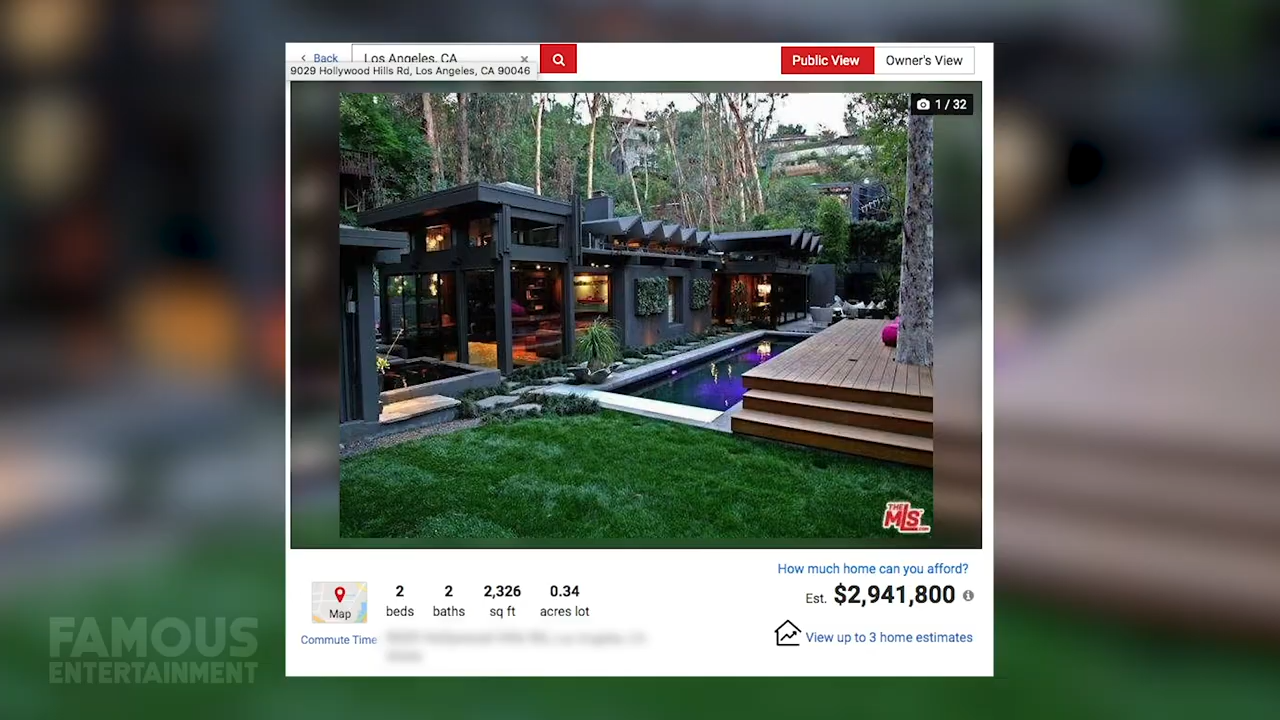 Back
Los Angeles, CA
Public View
Owner's View
9029 Hollywood Hills Rd, Los Angeles, CA 90046
1 / 32
THE
MLS
.COM
How much home can you afford?
Est. $2,941,800
2
beds
2
baths
2,326
sq ft
0.34
acres lot
Map
Commute Time
View up to 3 home estimates
FAMOUS
ENTERTAINMENT